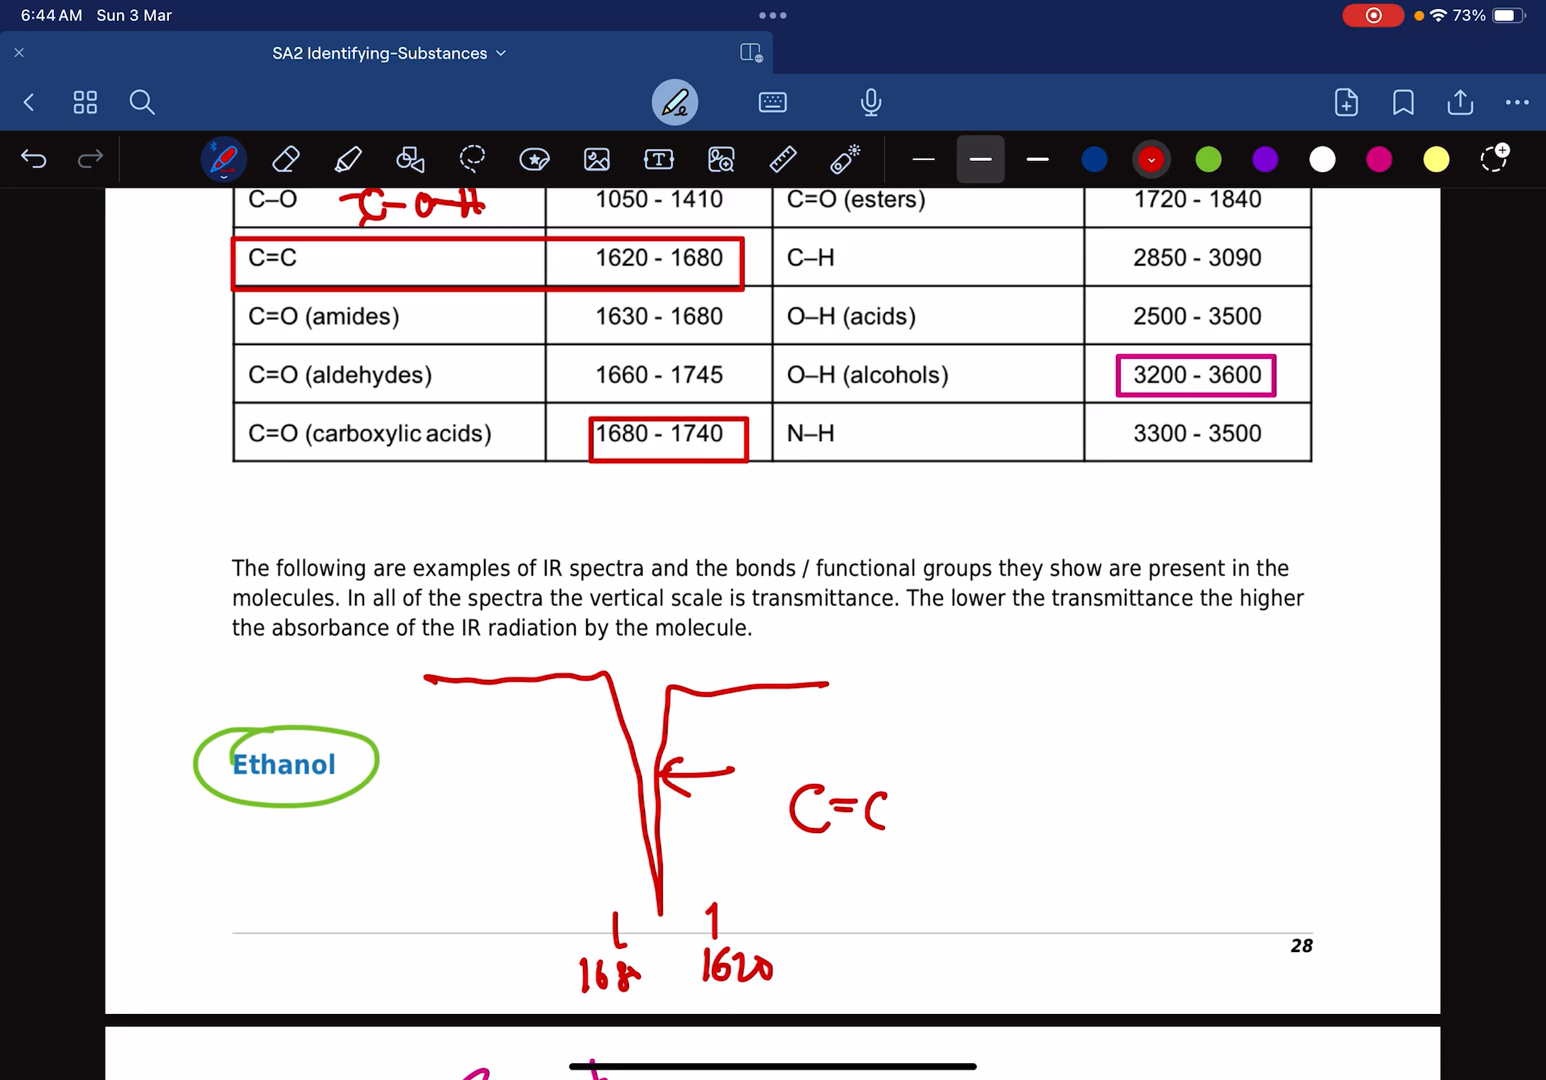 6:44 AM Sun 3 Mar 73%
SA2 Identifying-Substances
C–O C-O-H 1050 - 1410 C=O (esters) 1720 - 1840
C=C 1620 - 1680 C–H 2850 - 3090
C=O (amides) 1630 - 1680 O–H (acids) 2500 - 3500
C=O (aldehydes) 1660 - 1745 O–H (alcohols) 3200 - 3600
C=O (carboxylic acids) 1680 - 1740 N–H 3300 - 3500
The following are examples of IR spectra and the bonds / functional groups they show are present in the
molecules. In all of the spectra the vertical scale is transmittance. The lower the transmittance the higher
the absorbance of the IR radiation by the molecule.
Ethanol
C=C
28
1680 1620